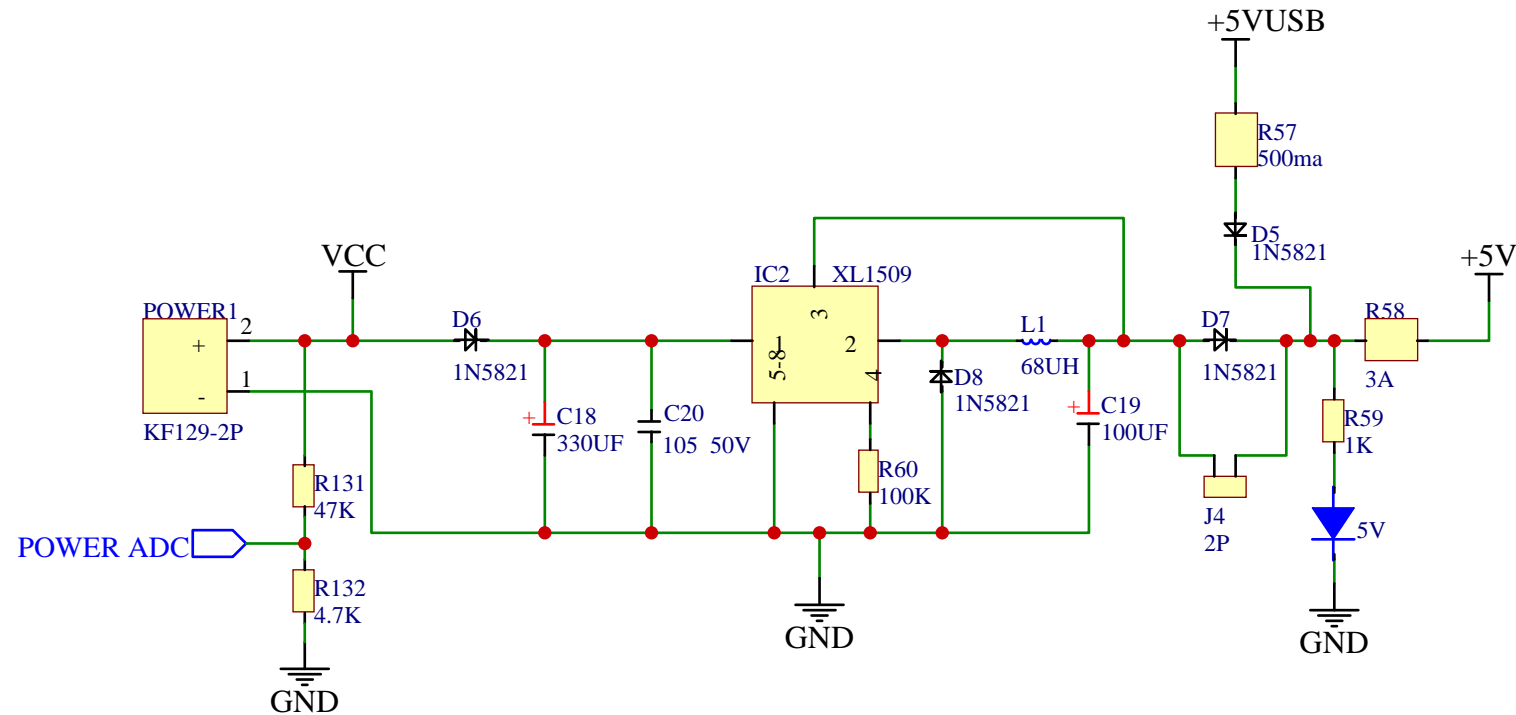 +5VUSB
R57
500ma
D5
1N5821
+5V
VCC
POWER1
2
+
1
-
KF129-2P
D6
1N5821
IC2
XL1509
3
1
2
5-8
4
L1
68UH
D7
1N5821
R58
3A
D8
1N5821
+
C18
330UF
C20
105 50V
+
C19
100UF
R59
1K
R60
100K
R131
47K
J4
2P
5V
POWER ADC
R132
4.7K
GND
GND
GND